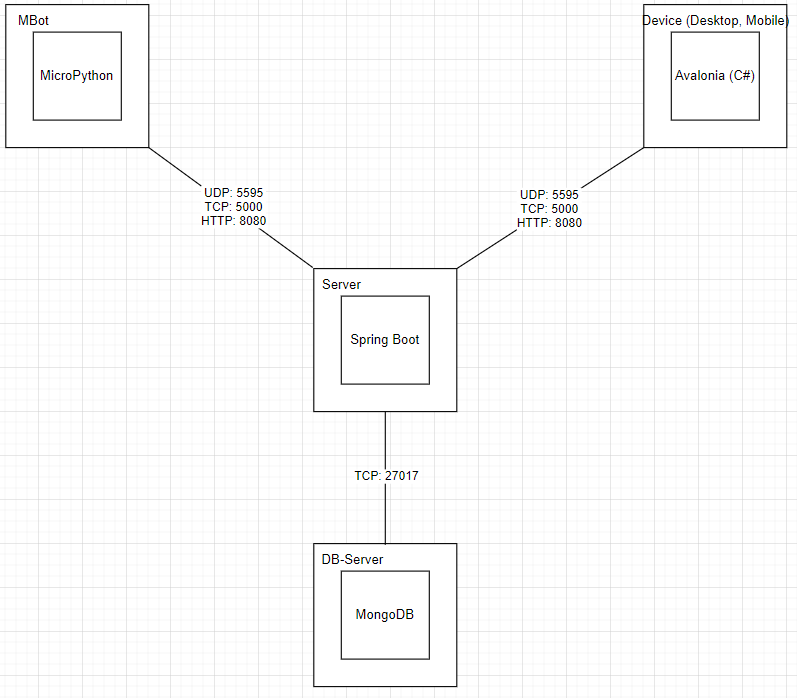 MBot
MicroPython
Device (Desktop, Mobile)
Avalonia (C#)
UDP: 5595
TCP: 5000
HTTP: 8080
UDP: 5595
TCP: 5000
HTTP: 8080
Server
Spring Boot
TCP: 27017
DB-Server
MongoDB